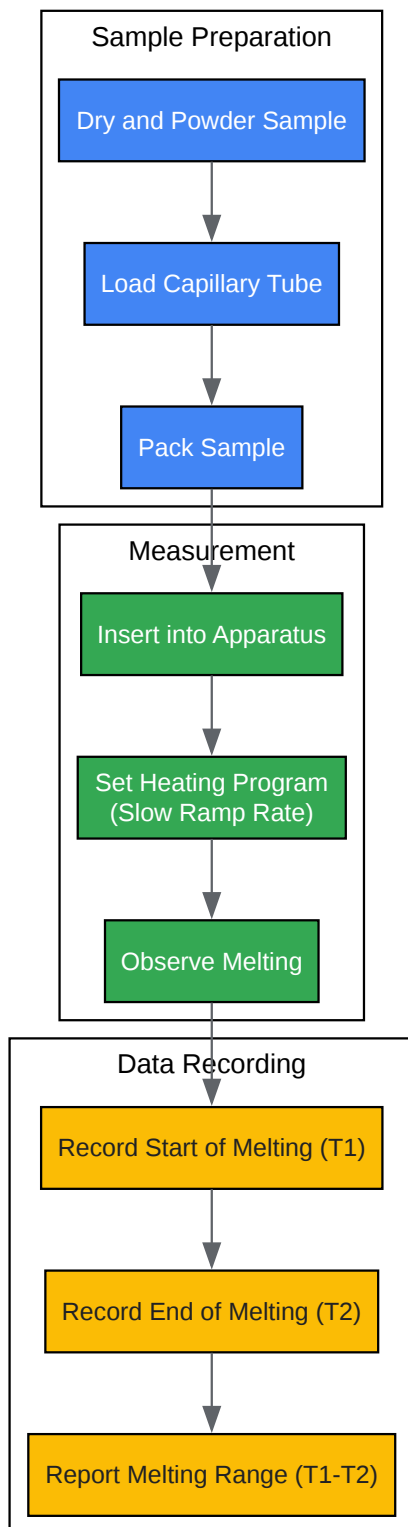 Sample Preparation
Dry and Powder Sample
Load Capillary Tube
Pack Sample
Measurement
Insert into Apparatus
Set Heating Program
(Slow Ramp Rate)
Observe Melting
Data Recording
Record Start of Melting (T1)
Record End of Melting (T2)
Report Melting Range (T1-T2)